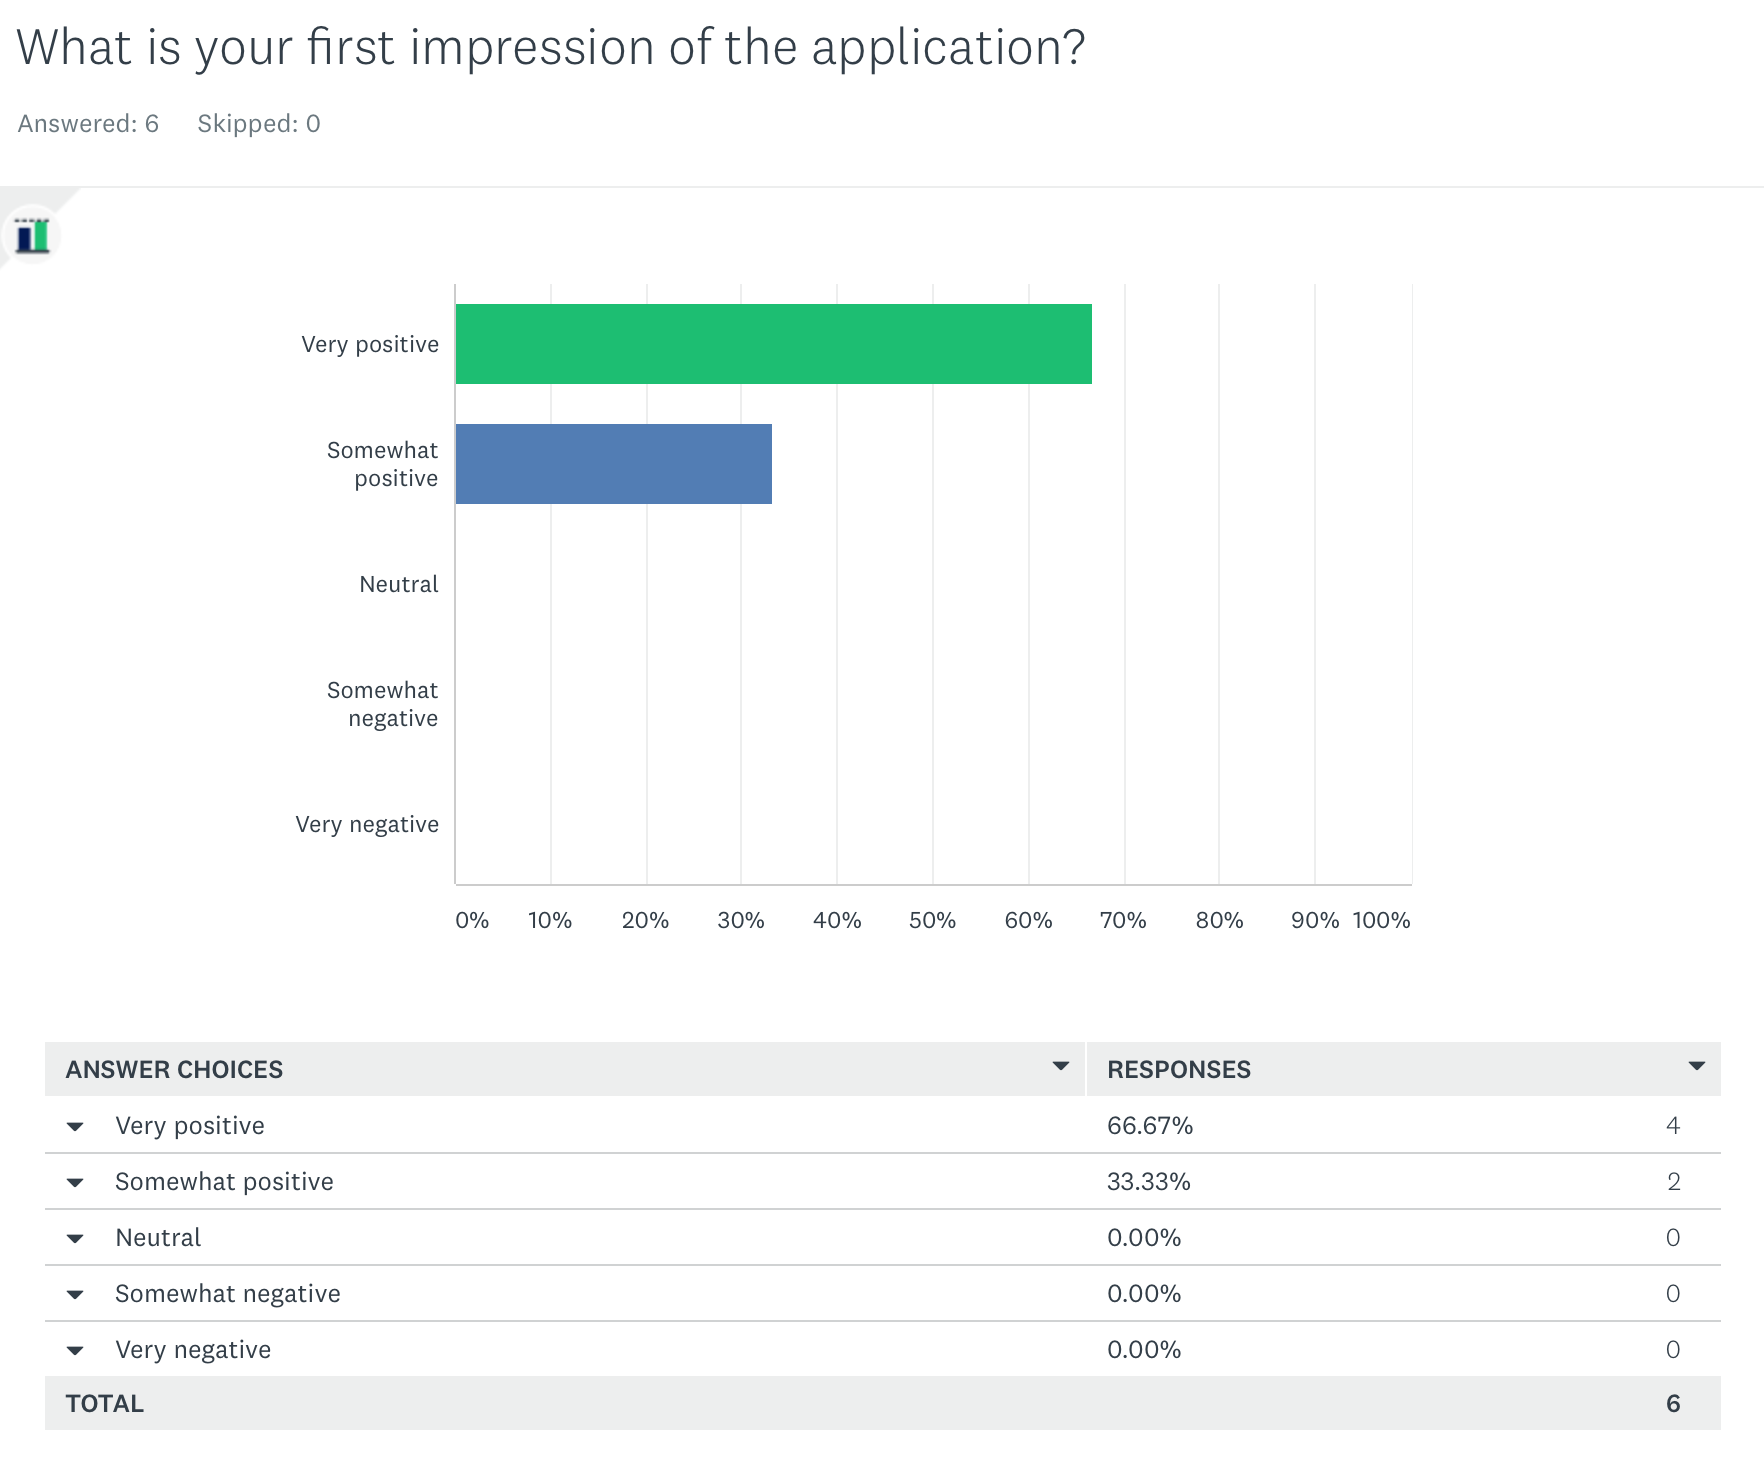 What is your first impression of the application?
Answered: 6 Skipped: 0
Very positive
Somewhat
positive
Neutral
Somewhat
negative
Very negative
0% 10% 20% 30% 40% 50% 60% 70% 80% 90% 100%
ANSWER CHOICES RESPONSES
Very positive 66.67% 4
Somewhat positive 33.33% 2
Neutral 0.00% 0
Somewhat negative 0.00% 0
Very negative 0.00% 0
TOTAL 6